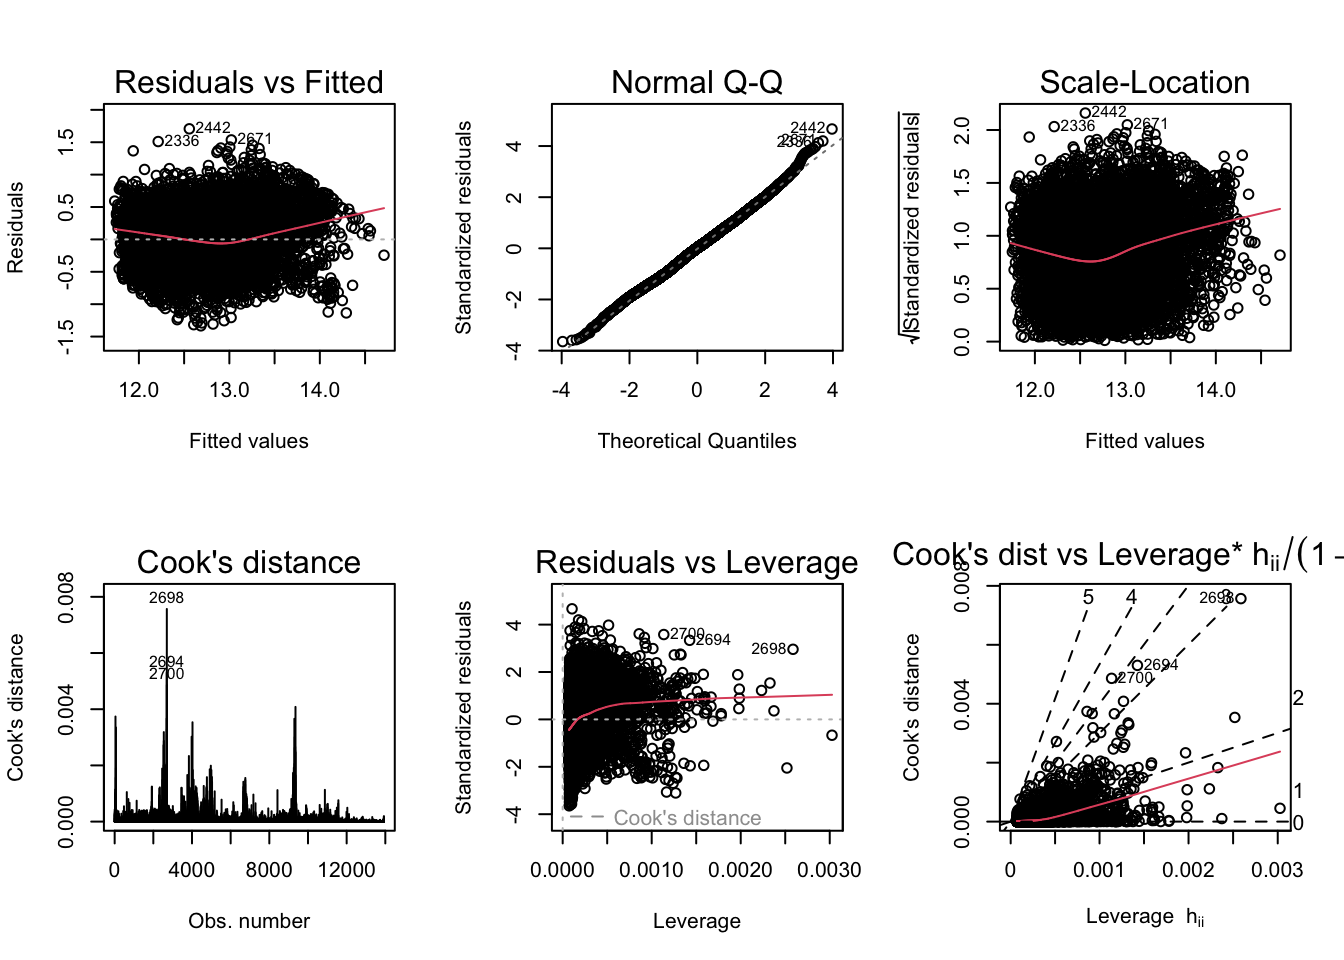 Residuals vs Fitted
Residuals
1.5
0.5
-0.5
-1.5
2442
2336
2671
12.0 13.0 14.0
Fitted values
Normal Q-Q
Standardized residuals
4
2
0
-2
-4
2442
2671
2336
-4 -2 0 2 4
Theoretical Quantiles
Scale-Location
√|Standardized residuals|
2.0
1.5
1.0
0.5
0.0
2442
2336
2671
12.0 13.0 14.0
Fitted values
Cook's distance
Cook's distance
0.008
0.004
0.000
2698
2694
2700
0 4000 8000 12000
Obs. number
Residuals vs Leverage
Standardized residuals
4
2
0
-2
-4
2700
2694
2698
Cook's distance
0.0000 0.0010 0.0020 0.0030
Leverage
Cook's dist vs Leverage* hii/(1−
Cook's distance
0.008
0.004
0.000
5 4 3
2698
2694
2700
2
1
0
0 0.001 0.002 0.003
Leverage hii